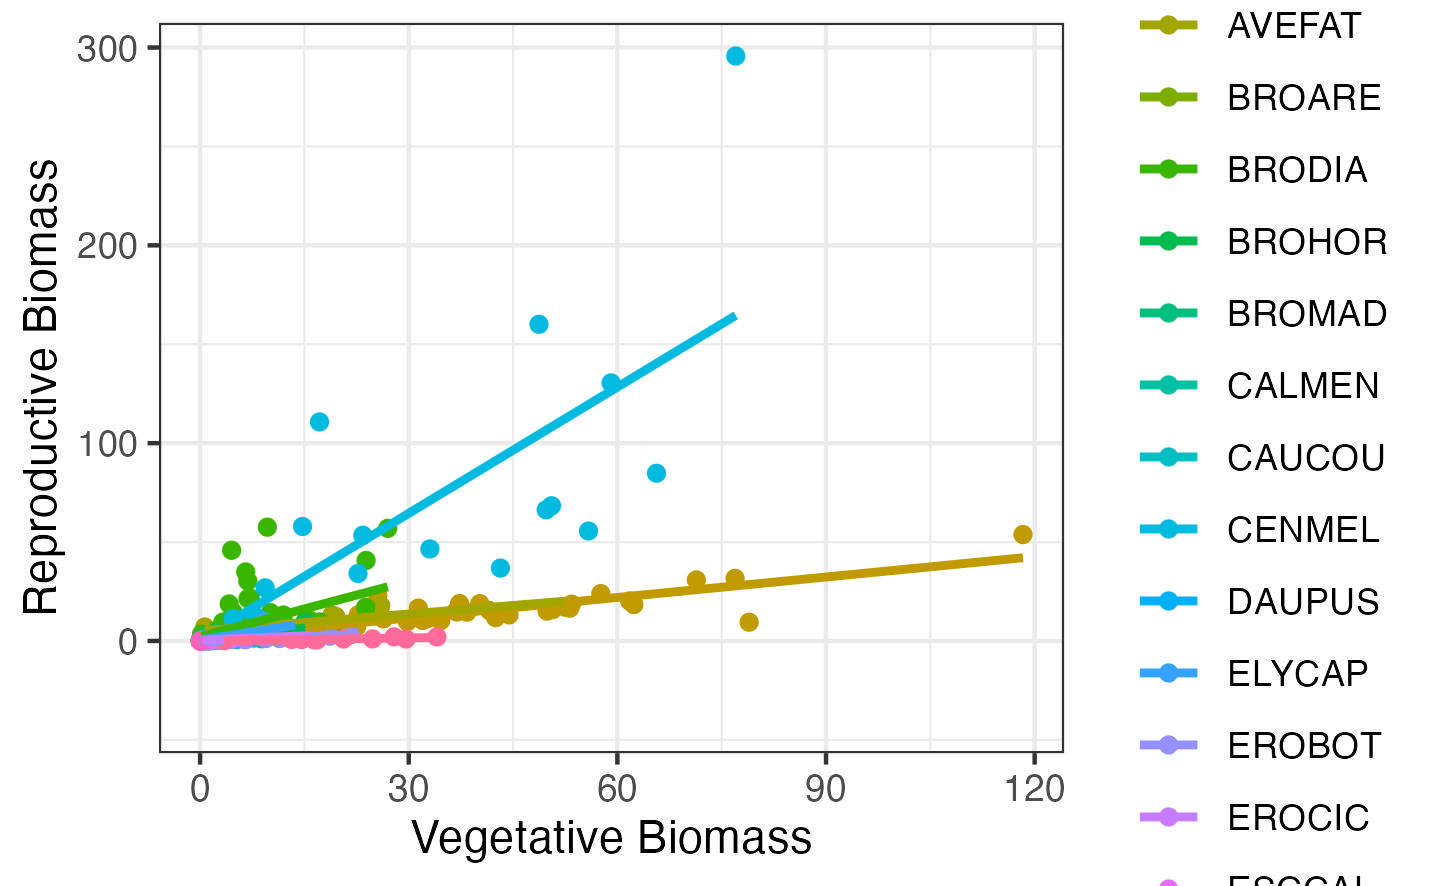 300
200
100
0
0
30
60
90
120
Reproductive Biomass
Vegetative Biomass
AVEFAT
BROARE
BRODIA
BROHOR
BROMAD
CALMEN
CAUCOU
CENMEL
DAUPUS
ELYCAP
EROBOT
EROCIC